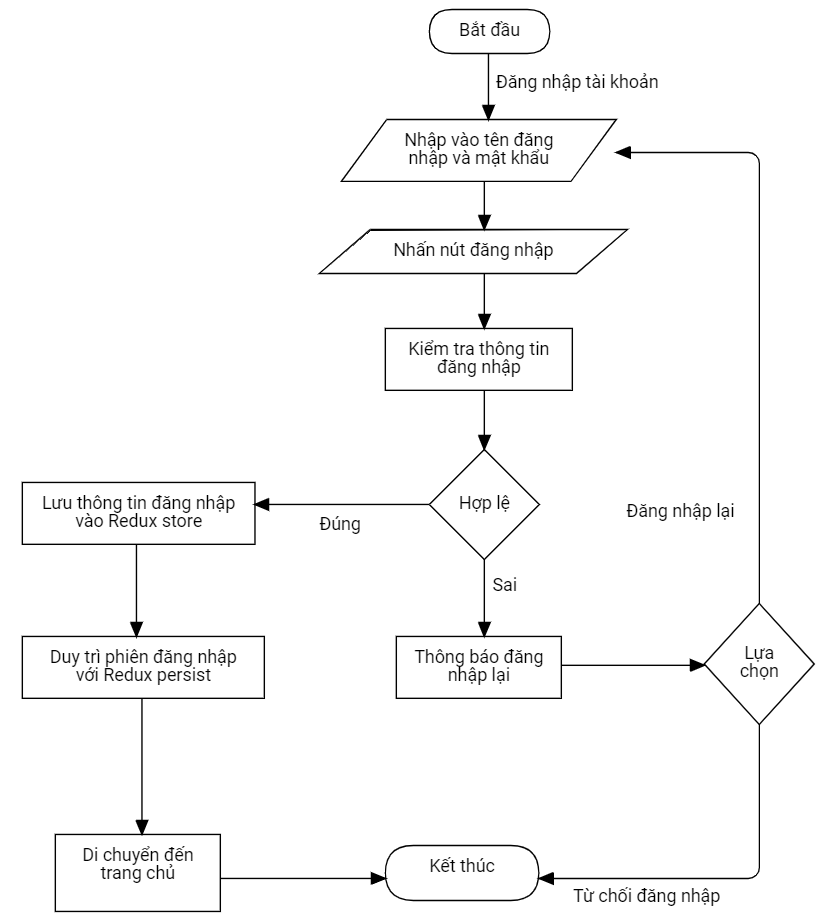 Bắt đầu
Đăng nhập tài khoản
Nhập vào tên đăng
nhập và mật khẩu
Nhấn nút đăng nhập
Kiểm tra thông tin
đăng nhập
Hợp lệ
Lưu thông tin đăng nhập
vào Redux store
Đúng
Đăng nhập lại
Sai
Duy trì phiên đăng nhập
với Redux persist
Thông báo đăng
nhập lại
Lựa
chọn
Di chuyển đến
trang chủ
Kết thúc
Từ chối đăng nhập